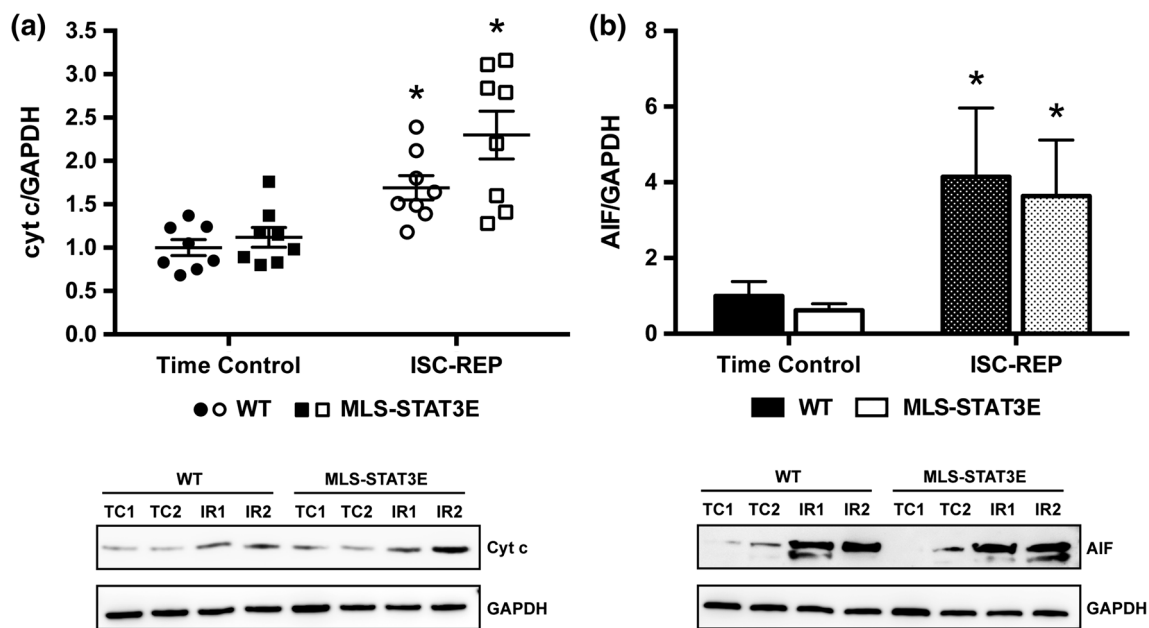 (a)
cyt c/GAPDH
3.5
3.0
2.5
2.0
1.5
1.0
0.5
0.0
*
*
Time Control
ISC-REP
WT
MLS-STAT3E
WT
MLS-STAT3E
TC1 TC2 IR1 IR2 TC1 TC2 IR1 IR2
Cyt c
GAPDH
(b)
AIF/GAPDH
8
6
4
2
0
*
*
Time Control
ISC-REP
WT
MLS-STAT3E
WT
MLS-STAT3E
TC1 TC2 IR1 IR2 TC1 TC2 IR1 IR2
AIF
GAPDH